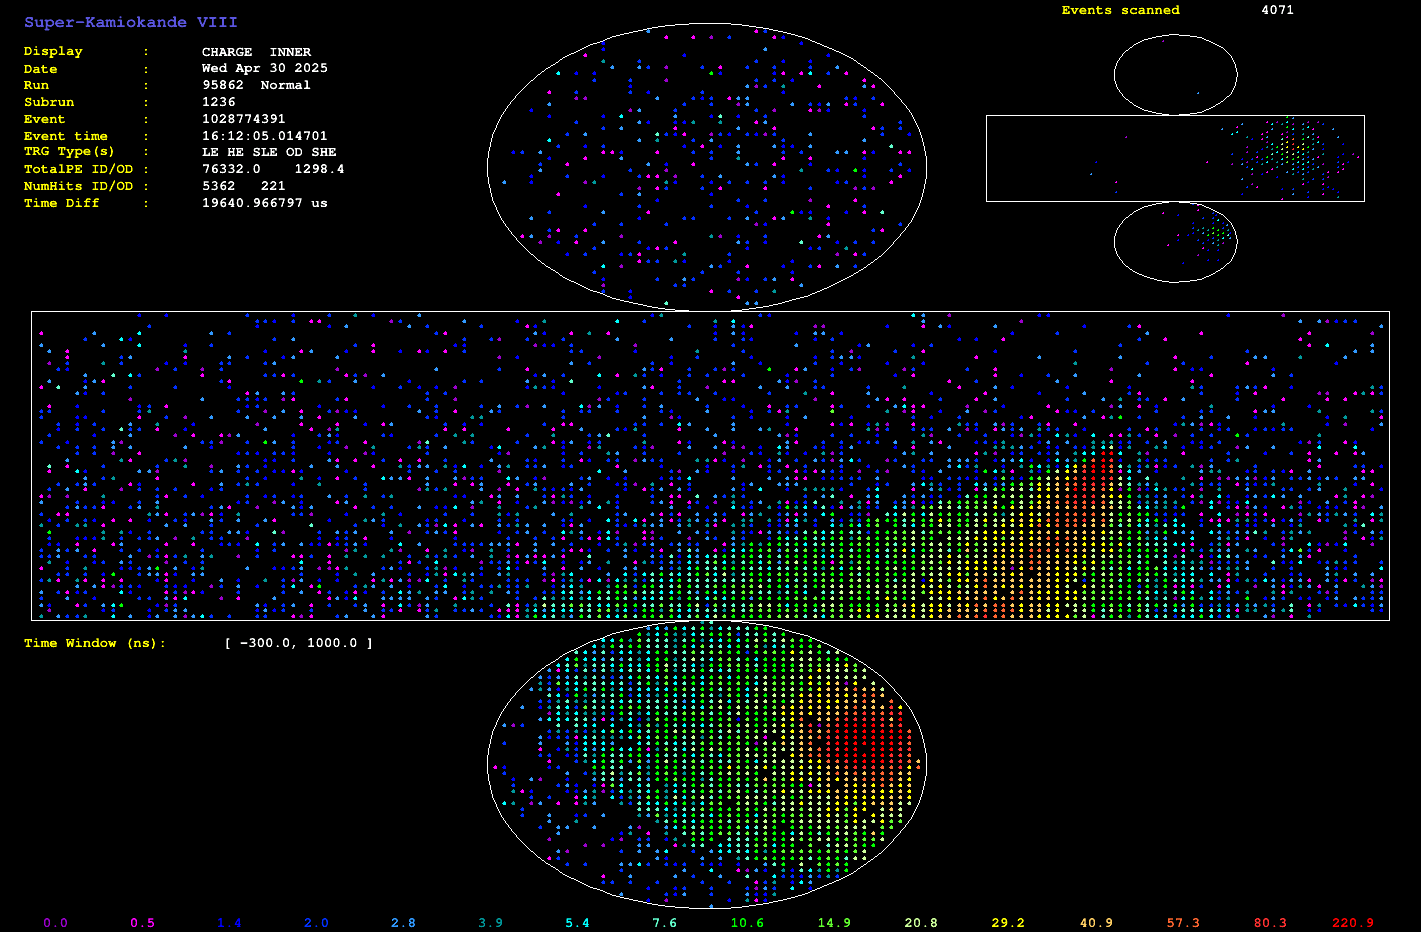 Super-Kamiokande VIII
Events scanned 4071
Display : CHARGE INNER
Date : Wed Apr 30 2025
Run : 95862 Normal
Subrun : 1236
Event : 1028774391
Event time : 16:12:05.014701
TRG Type(s) : LE HE SLE OD SHE
TotalPE ID/OD : 76332.0 1298.4
NumHits ID/OD : 5362 221
Time Diff : 19640.966797 us
Time Window (ns): [ -300.0, 1000.0 ]
0.0 0.5 1.4 2.0 2.8 3.9 5.4 7.6 10.6 14.9 20.8 29.2 40.9 57.3 80.3 220.9